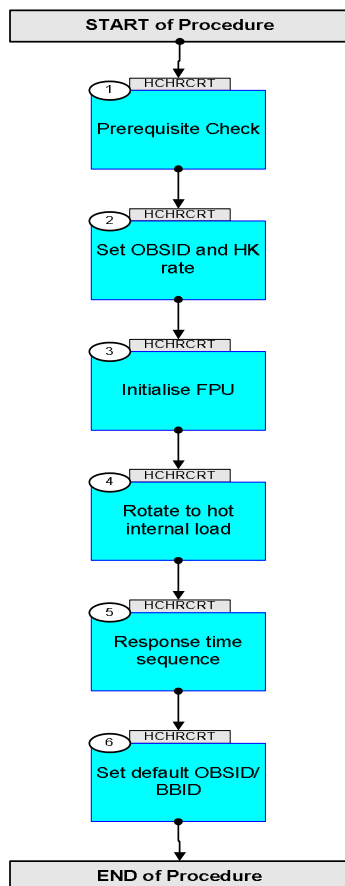 START of Procedure
HCHRCRT
1
Prerequisite Check
HCHRCRT
2
Set OBSID and HK
rate
HCHRCRT
3
Initialise FPU
HCHRCRT
4
Rotate to hot
internal load
HCHRCRT
5
Response time
sequence
HCHRCRT
6
Set default OBSID/
BBID
END of Procedure